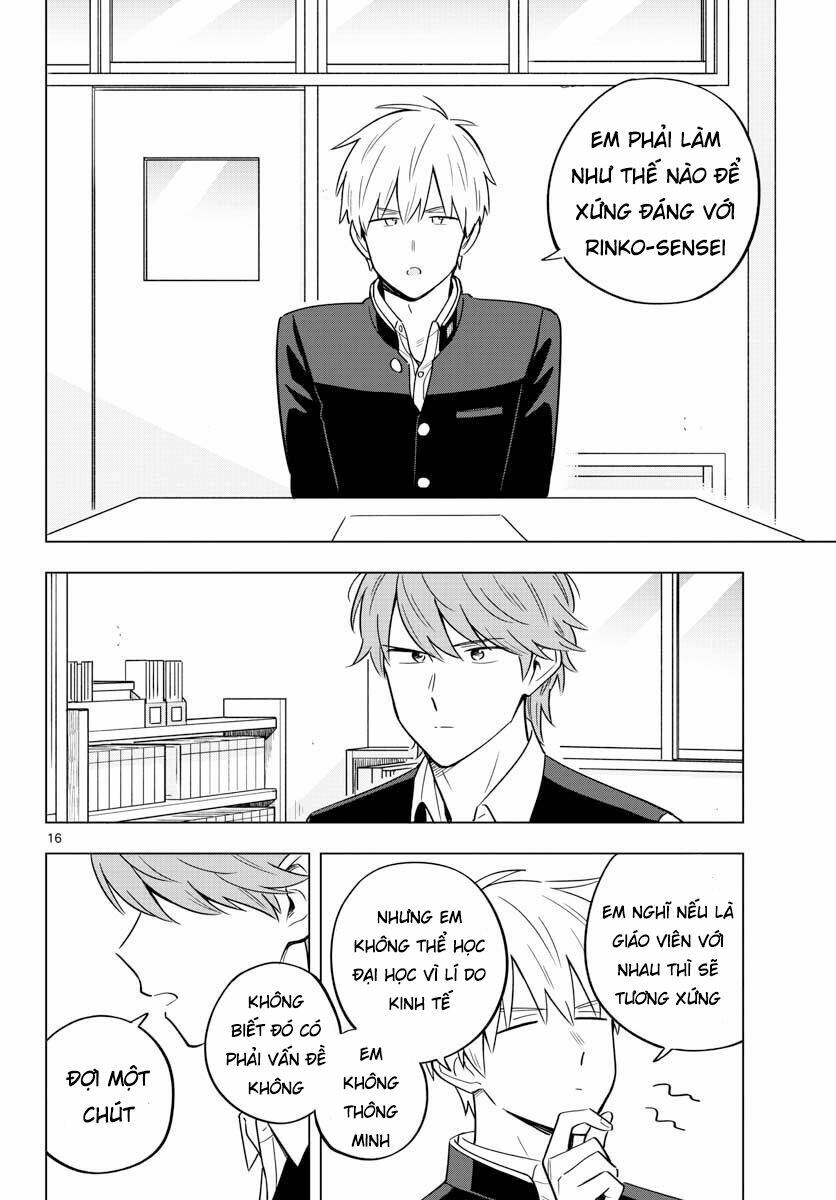 EM PHẢI LÀM
NHƯ THẾ NÀO ĐỂ
XỨNG ĐÁNG VỚI
RINKO-SENSEI
16
EM NGHĨ NẾU LÀ
GIÁO VIÊN VỚI
NHAU THÌ SẼ
TƯƠNG XỨNG
NHƯNG EM
KHÔNG THỂ HỌC
ĐẠI HỌC VÌ LÍ DO
KINH TẾ
EM
KHÔNG
THÔNG
MINH
KHÔNG
BIẾT ĐÓ CÓ
PHẢI VẤN ĐỀ
KHÔNG
ĐỢI MỘT
CHÚT